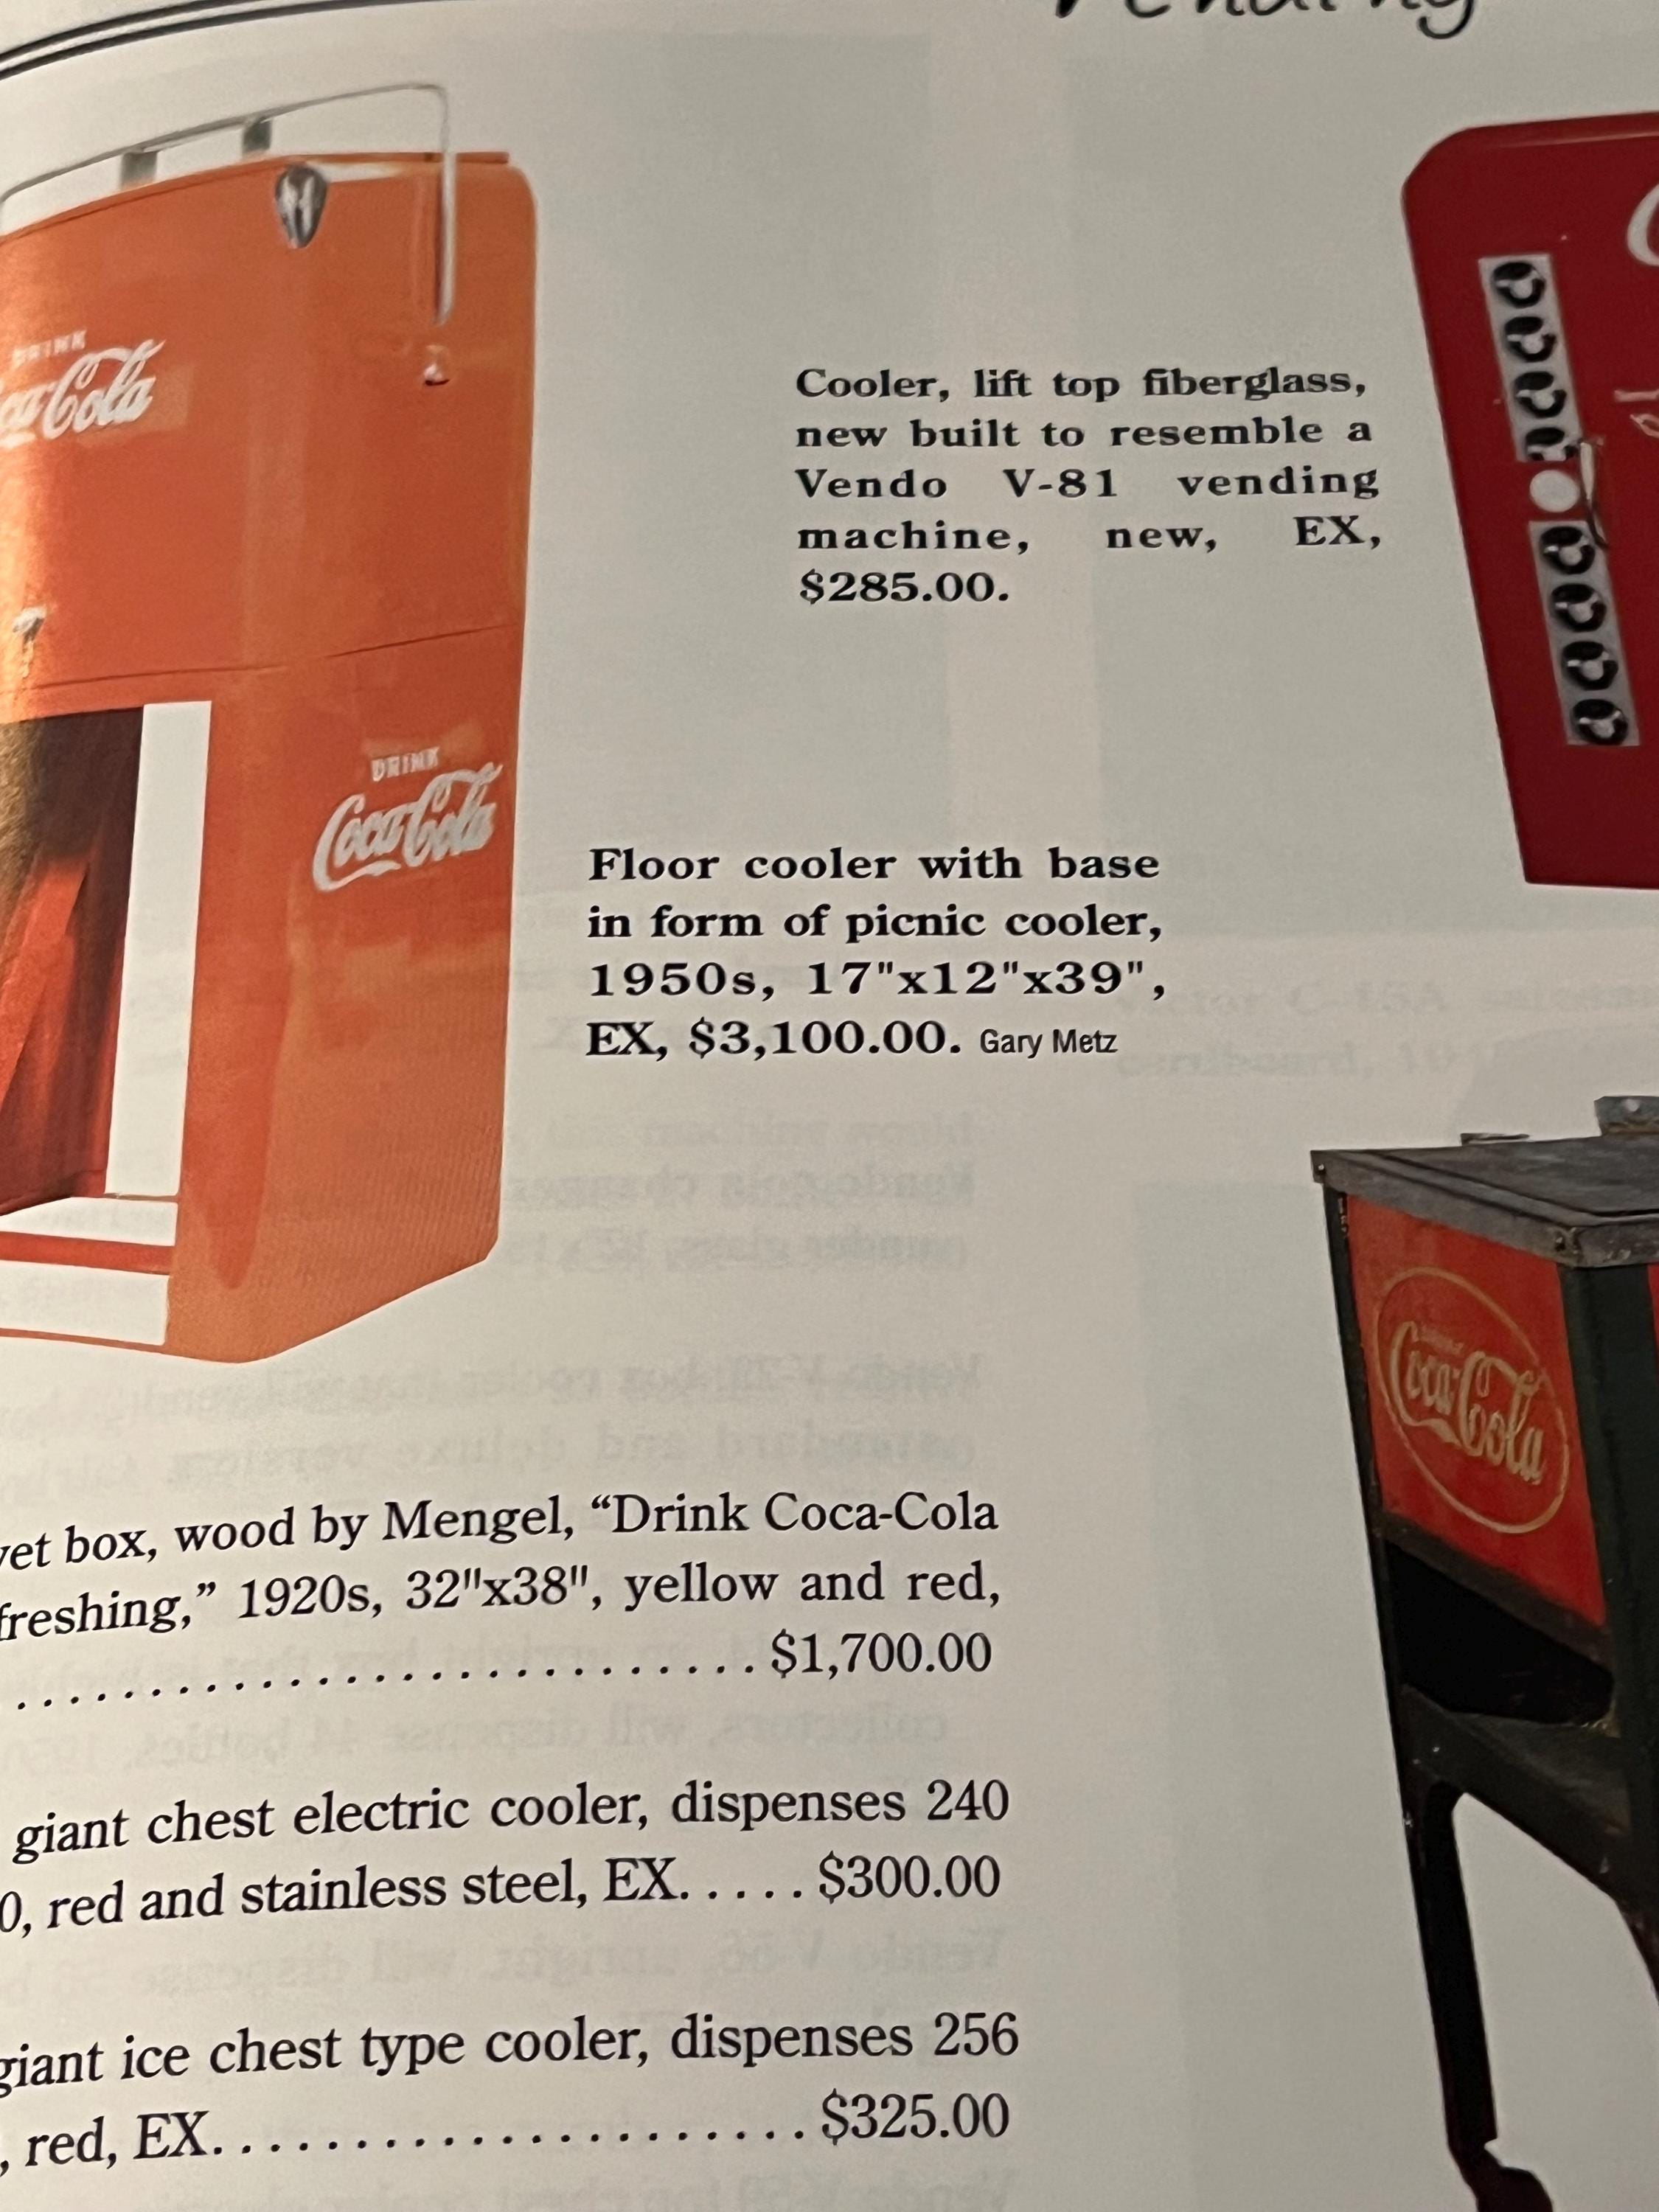 Vending
DRINK
Coca-Cola
Cooler, lift top fiberglass,
new built to resemble a
Vendo V-81 vending
machine, new, EX,
$285.00.
DRINK
Coca-Cola
Floor cooler with base
in form of picnic cooler,
1950s, 17"x12"x39",
EX, $3,100.00. Gary Metz
Coca-Cola
vet box, wood by Mengel, “Drink Coca-Cola
freshing,” 1920s, 32"x38", yellow and red,
. . . . . . . . . . . . . . . . . . . . . . . . . . . . $1,700.00
giant chest electric cooler, dispenses 240
0, red and stainless steel, EX. . . . . $300.00
giant ice chest type cooler, dispenses 256
, red, EX. . . . . . . . . . . . . . . . . . . . . . $325.00